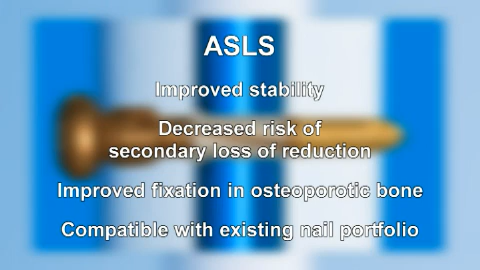 ASLS
Improved stability
Decreased risk of
secondary loss of reduction
Improved fixation in osteoporotic bone
Compatible with existing nail portfolio